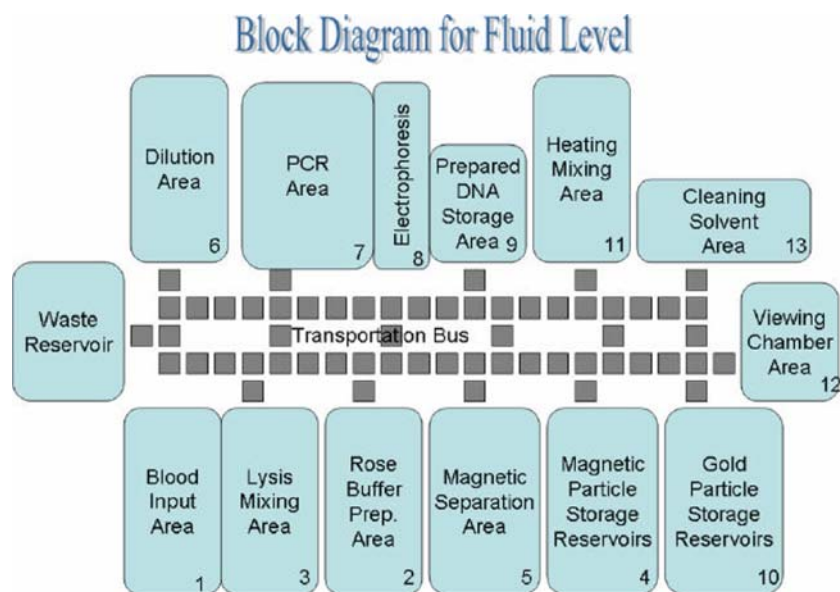 Block Diagram for Fluid Level
Dilution
Area
6
PCR
Area
7
Electrophoresis
8
Prepared
DNA
Storage
Area
9
Heating
Mixing
Area
11
Cleaning
Solvent
Area
13
Waste
Reservoir
Transportation Bus
Viewing
Chamber
Area
12
Blood
Input
Area
1
Lysis
Mixing
Area
3
Rose
Buffer
Prep.
Area
2
Magnetic
Separation
Area
5
Magnetic
Particle
Storage
Reservoirs
4
Gold
Particle
Storage
Reservoirs
10